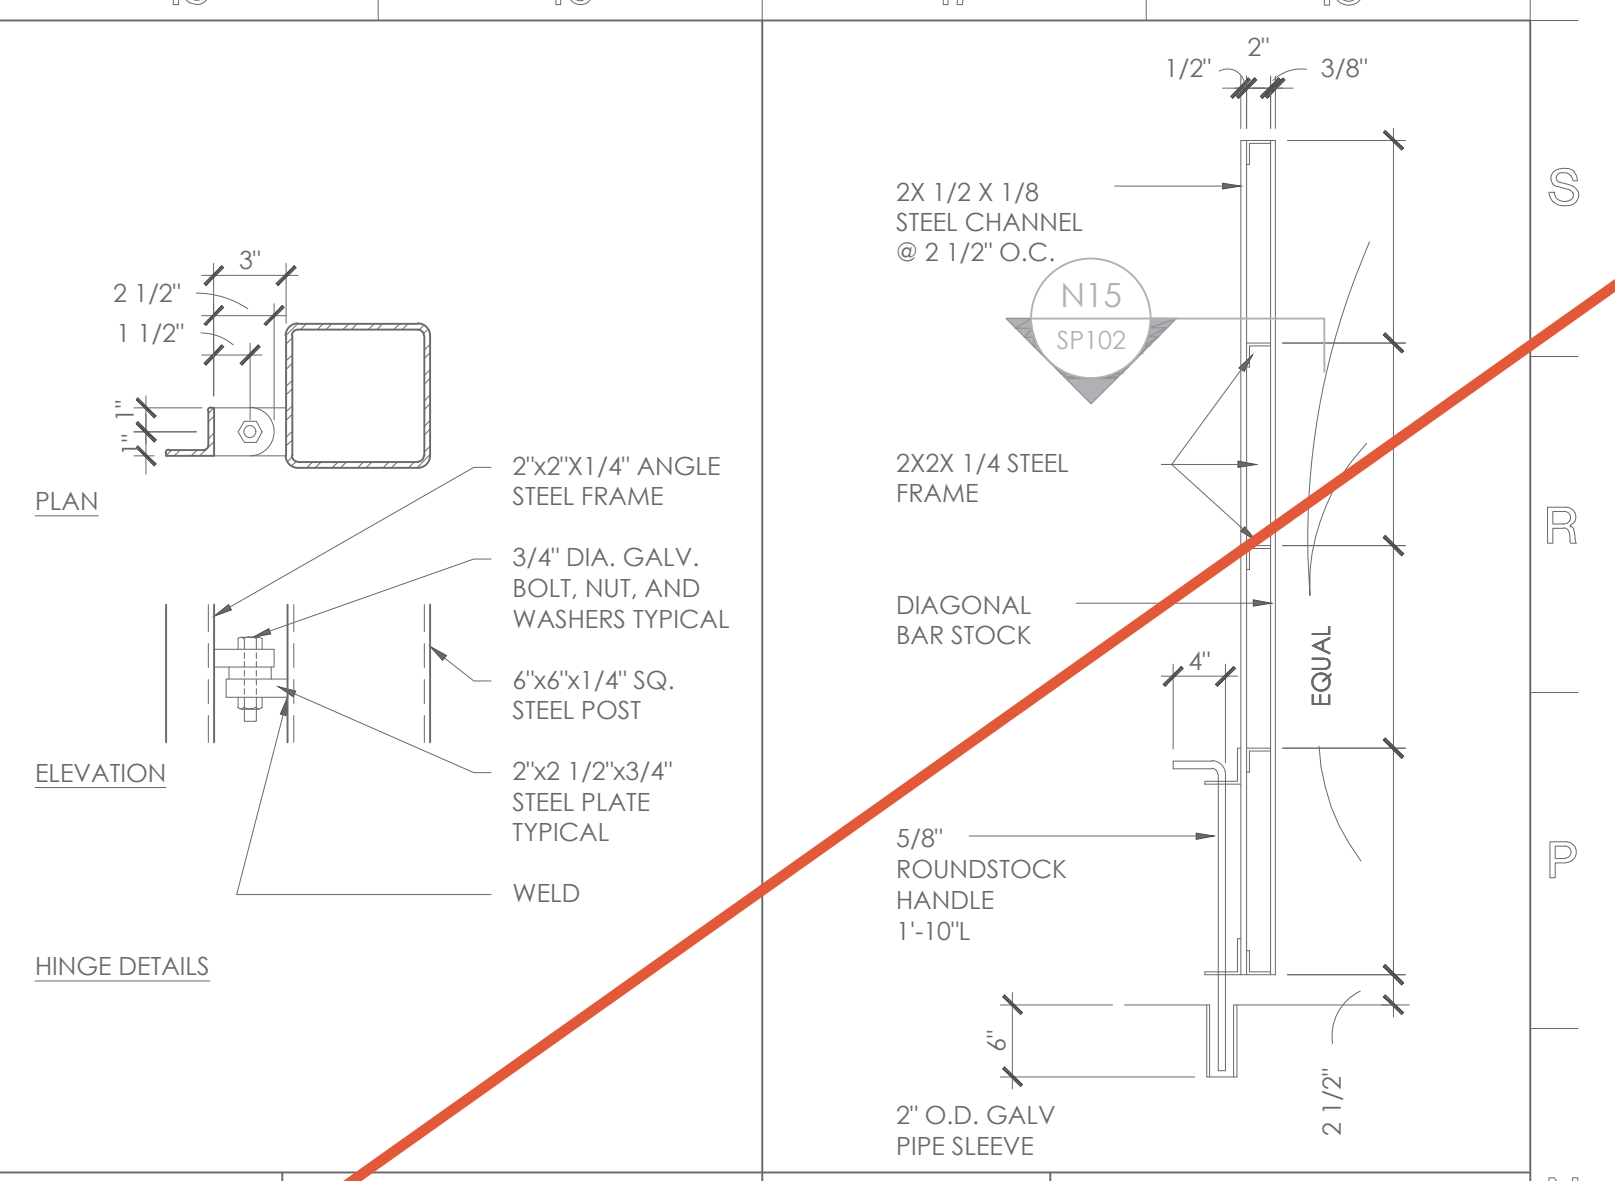 3"
2 1/2"
1 1/2"
1"
1"
PLAN
2"x2"X1/4" ANGLE
STEEL FRAME
3/4" DIA. GALV.
BOLT, NUT, AND
WASHERS TYPICAL
6"x6"x1/4" SQ.
STEEL POST
ELEVATION
2"x2 1/2"x3/4"
STEEL PLATE
TYPICAL
WELD
HINGE DETAILS
2"
1/2"
3/8"
2X 1/2 X 1/8
STEEL CHANNEL
@ 2 1/2" O.C.
N15
SP102
2X2X 1/4 STEEL
FRAME
DIAGONAL
BAR STOCK
EQUAL
4"
5/8"
ROUNDSTOCK
HANDLE
1'-10"L
6"
2 1/2"
2" O.D. GALV
PIPE SLEEVE
S
R
P